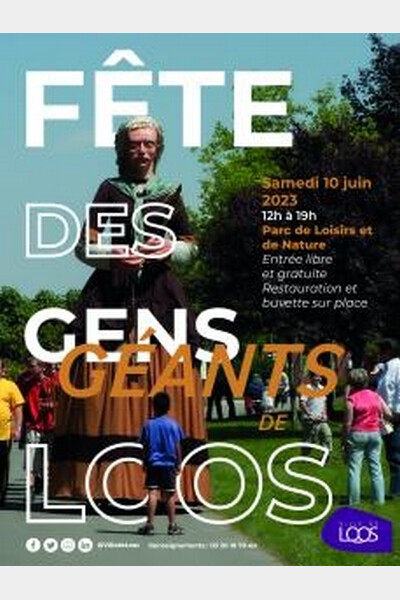 FÊTE
DES
GENS
GÉANTS
DE
LOOS
Samedi 10 juin
2023
12h à 19h
Parc de Loisirs et
de Nature
Entrée libre
et gratuite
Restauration et
buvette sur place
Renseignements :
LOOS